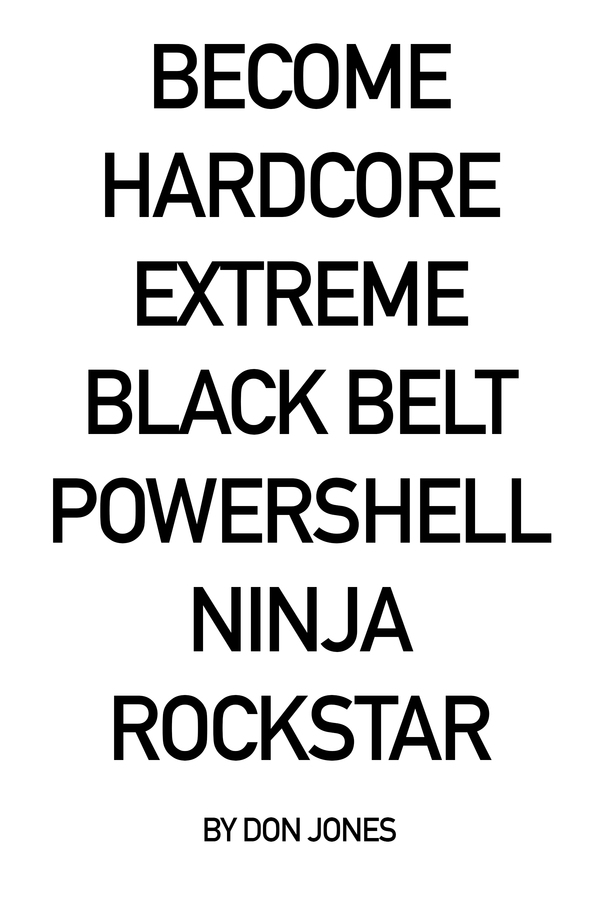 BECOME
HARDCORE
EXTREME
BLACK BELT
POWERSHELL
NINJA
ROCKSTAR
BY DON JONES